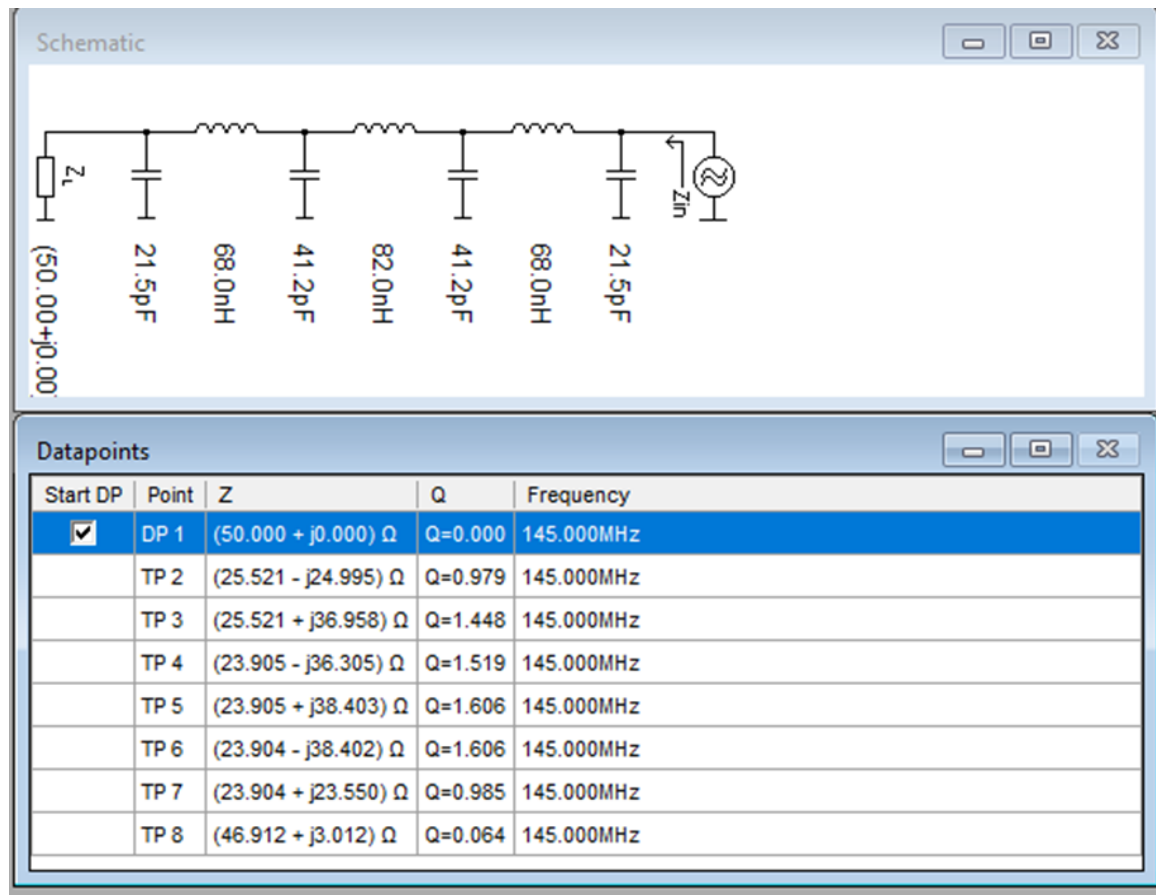 Schematic
ZL
Zin
(50.00+j0.00)
21.5pF
68.0nH
41.2pF
82.0nH
41.2pF
68.0nH
21.5pF
Datapoints
Start DP Point Z Q Frequency
DP 1 (50.000 + j0.000) Ω Q=0.000 145.000MHz
TP 2 (25.521 - j24.995) Ω Q=0.979 145.000MHz
TP 3 (25.521 + j36.958) Ω Q=1.448 145.000MHz
TP 4 (23.905 - j36.305) Ω Q=1.519 145.000MHz
TP 5 (23.905 + j38.403) Ω Q=1.606 145.000MHz
TP 6 (23.904 - j38.402) Ω Q=1.606 145.000MHz
TP 7 (23.904 + j23.550) Ω Q=0.985 145.000MHz
TP 8 (46.912 + j3.012) Ω Q=0.064 145.000MHz